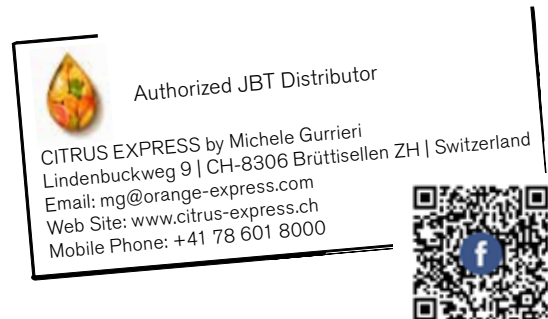 Authorized JBT Distributor
CITRUS EXPRESS by Michele Gurrieri
Lindenbuckweg 9 | CH-8306 Brüttisellen ZH | Switzerland
Email: mg@orange-express.com
Web Site: www.citrus-express.ch
Mobile Phone: +41 78 601 8000
f